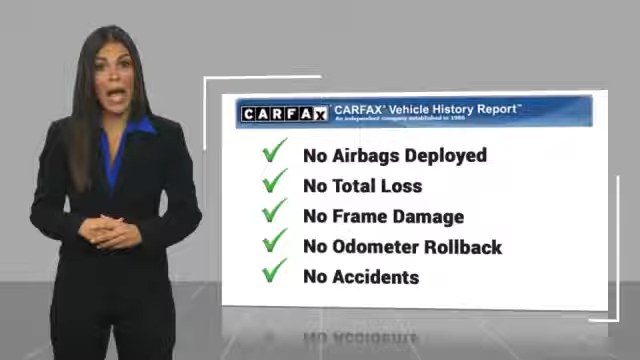 CARFAX CARFAX® Vehicle History Report™
An independent company established in 1986
No Airbags Deployed
No Total Loss
No Frame Damage
No Odometer Rollback
No Accidents